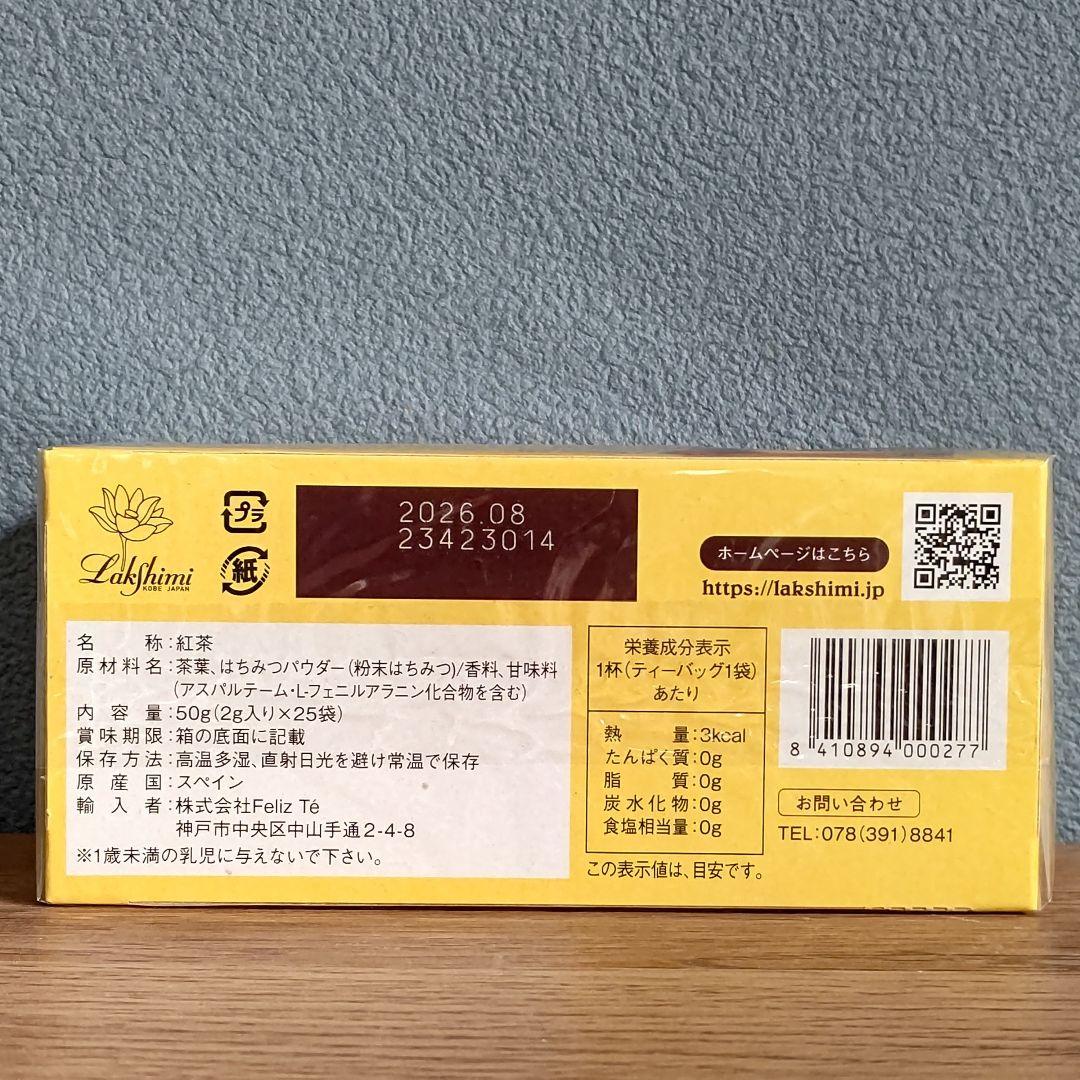 Lakshimi
KOBE JAPAN
プラ
紙
2026.08
23423014
ホームページはこちら
https://lakshimi.jp
名称:紅茶
原材料名:茶葉、はちみつパウダー(粉末はちみつ)/香料、甘味料
(アスパルテーム・L-フェニルアラニン化合物を含む)
内容量:50g(2g入り×25袋)
賞味期限:箱の底面に記載
保存方法:高温多湿、直射日光を避け常温で保存
原産国:スペイン
輸入者:株式会社Feliz Té
神戸市中央区中山手通2-4-8
※1歳未満の乳児に与えないで下さい。
栄養成分表示
1杯(ティーバッグ1袋)
あたり
熱量:3kcal
たんぱく質:0g
脂質:0g
炭水化物:0g
食塩相当量:0g
この表示値は、目安です。
8 410894 000277
お問い合わせ
TEL:078(391)8841